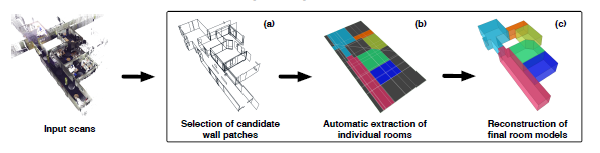 (a)
(b)
(c)
Input scans
Selection of candidate
wall patches
Automatic extraction of
individual rooms
Reconstruction of
final room models